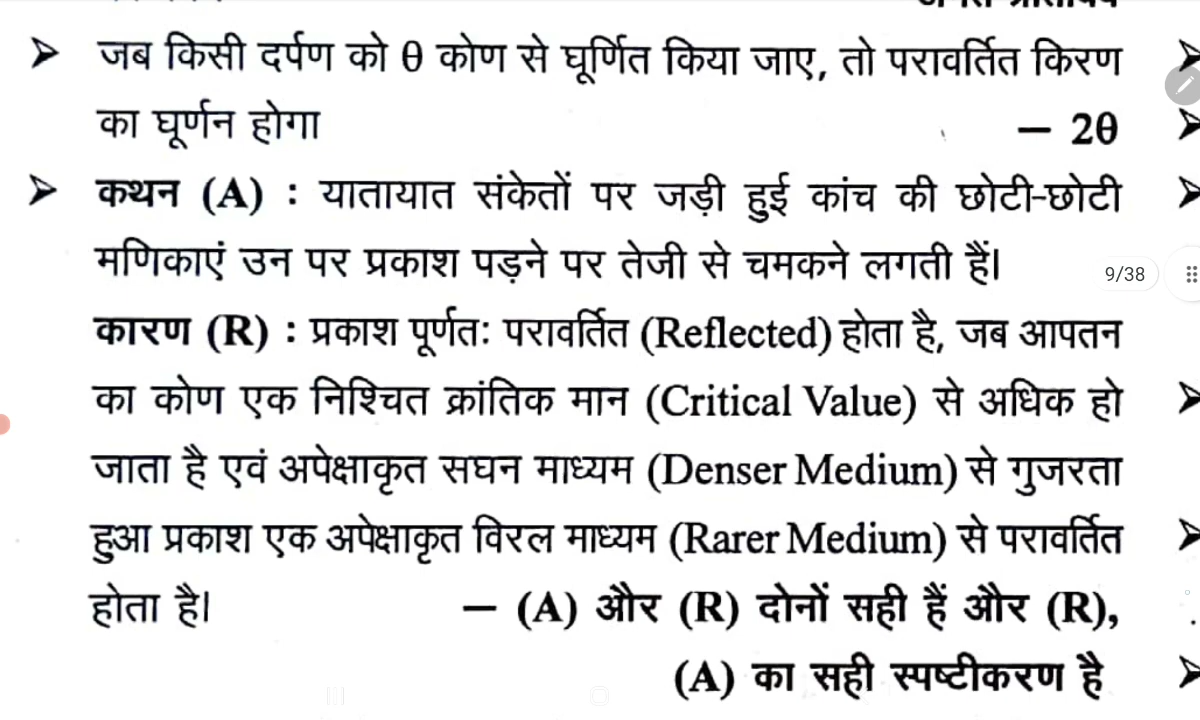 ➤ जब किसी दर्पण को θ कोण से घूर्णित किया जाए, तो परावर्तित किरण
का घूर्णन होगा — 2θ
➤ कथन (A) : यातायात संकेतों पर जड़ी हुई कांच की छोटी-छोटी
मणिकाएं उन पर प्रकाश पड़ने पर तेजी से चमकने लगती हैं।
9/38
कारण (R) : प्रकाश पूर्णतः परावर्तित (Reflected) होता है, जब आपतन
का कोण एक निश्चित क्रांतिक मान (Critical Value) से अधिक हो
जाता है एवं अपेक्षाकृत सघन माध्यम (Denser Medium) से गुजरता
हुआ प्रकाश एक अपेक्षाकृत विरल माध्यम (Rarer Medium) से परावर्तित
होता है। — (A) और (R) दोनों सही हैं और (R),
(A) का सही स्पष्टीकरण है